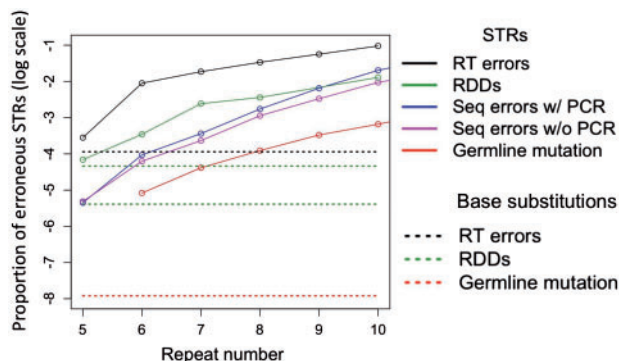 Proportion of erroneous STRs (log scale)
-1
-2
-3
-4
-5
-6
-7
-8
5 6 7 8 9 10
Repeat number
STRs
RT errors
RDDs
Seq errors w/ PCR
Seq errors w/o PCR
Germline mutation
Base substitutions
RT errors
RDDs
Germline mutation